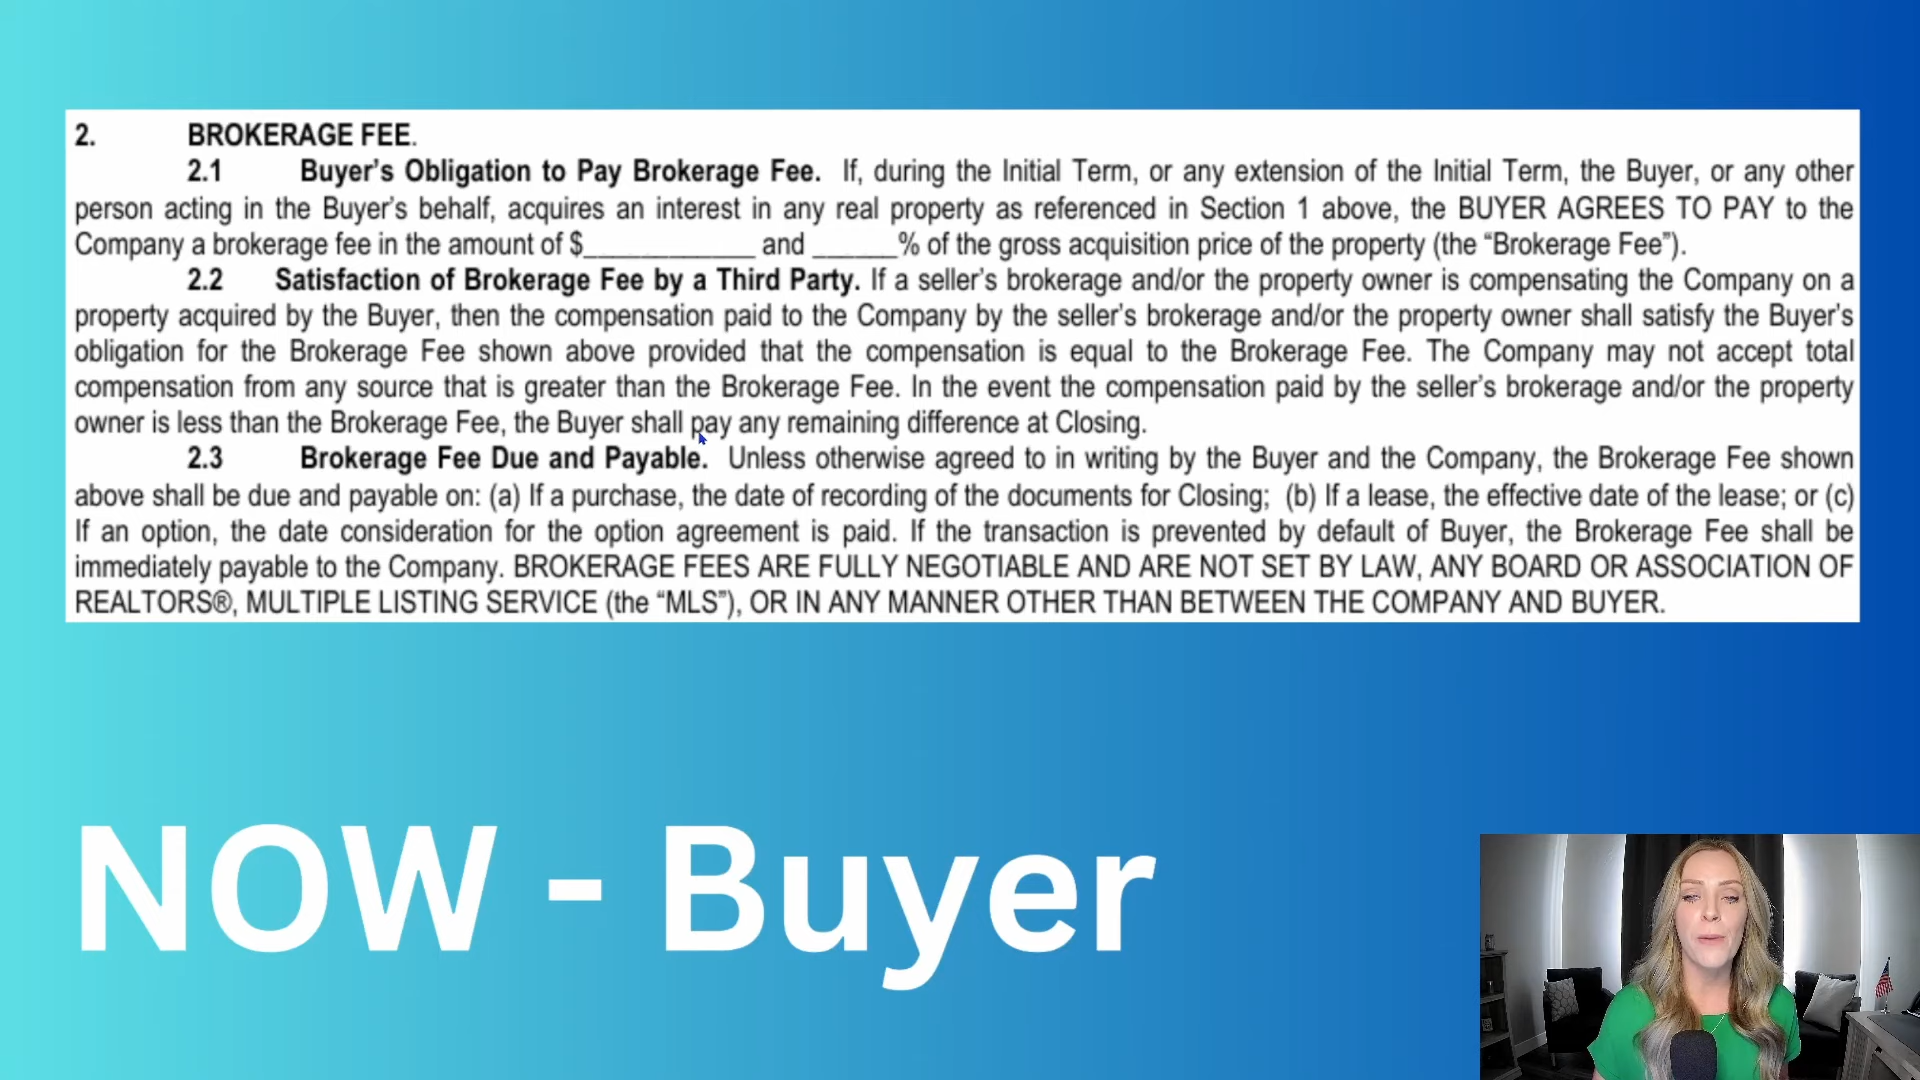 2. BROKERAGE FEE.
2.1 Buyer’s Obligation to Pay Brokerage Fee. If, during the Initial Term, or any extension of the Initial Term, the Buyer, or any other
person acting in the Buyer’s behalf, acquires an interest in any real property as referenced in Section 1 above, the BUYER AGREES TO PAY to the
Company a brokerage fee in the amount of $____________ and ______% of the gross acquisition price of the property (the “Brokerage Fee”).
2.2 Satisfaction of Brokerage Fee by a Third Party. If a seller’s brokerage and/or the property owner is compensating the Company on a
property acquired by the Buyer, then the compensation paid to the Company by the seller’s brokerage and/or the property owner shall satisfy the Buyer’s
obligation for the Brokerage Fee shown above provided that the compensation is equal to the Brokerage Fee. The Company may not accept total
compensation from any source that is greater than the Brokerage Fee. In the event the compensation paid by the seller’s brokerage and/or the property
owner is less than the Brokerage Fee, the Buyer shall pay any remaining difference at Closing.
2.3 Brokerage Fee Due and Payable. Unless otherwise agreed to in writing by the Buyer and the Company, the Brokerage Fee shown
above shall be due and payable on: (a) If a purchase, the date of recording of the documents for Closing; (b) If a lease, the effective date of the lease; or (c)
If an option, the date consideration for the option agreement is paid. If the transaction is prevented by default of Buyer, the Brokerage Fee shall be
immediately payable to the Company. BROKERAGE FEES ARE FULLY NEGOTIABLE AND ARE NOT SET BY LAW, ANY BOARD OR ASSOCIATION OF
REALTORS®, MULTIPLE LISTING SERVICE (the “MLS”), OR IN ANY MANNER OTHER THAN BETWEEN THE COMPANY AND BUYER.
NOW - Buyer